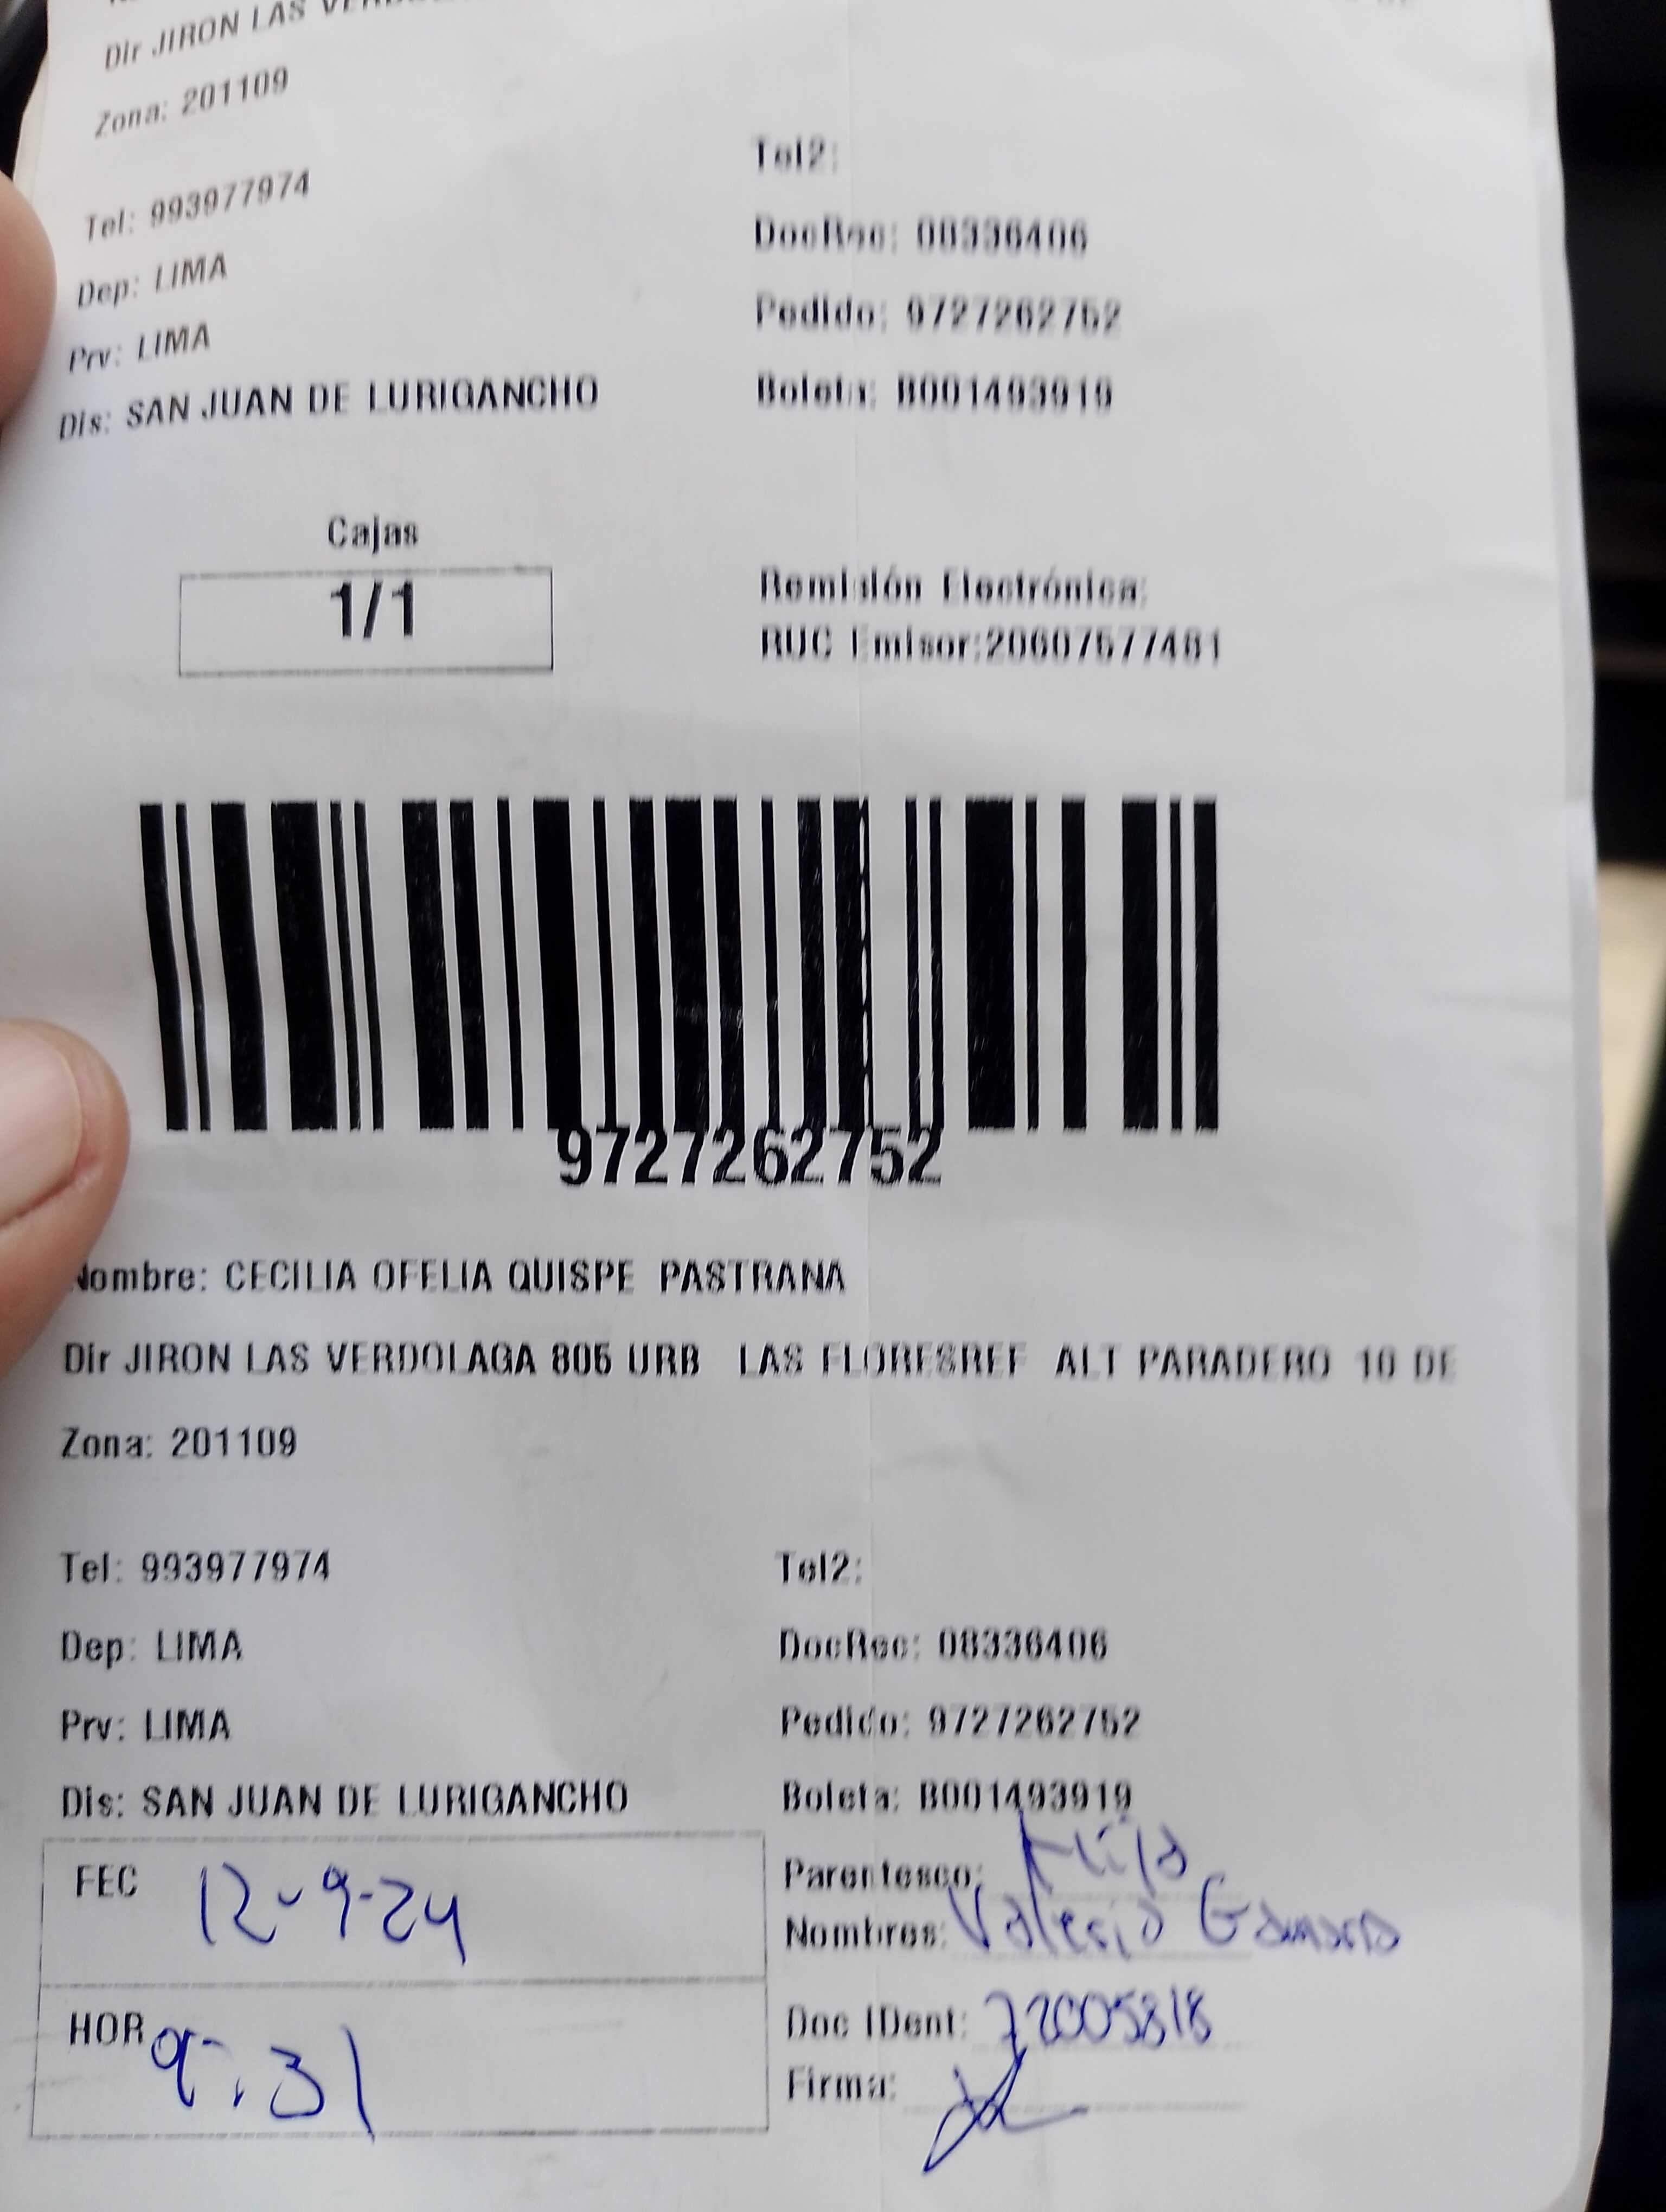 Dir JIRON LAS
Zona: 201109
Tel: 993977974
Tel2:
Dep: LIMA
DocRec: 08336406
Prv: LIMA
Pedido: 9727262752
Dis: SAN JUAN DE LURIGANCHO
Boleta: B001493919
Cajas
1/1
Remisión Electrónica:
RUC Emisor:20607577481
9727262752
Nombre: CECILIA OFELIA QUISPE PASTRANA
Dir JIRON LAS VERDOLAGA 805 URB LAS FLORESREF ALT PARADERO 10 DE
Zona: 201109
Tel: 993977974
Tel2:
Dep: LIMA
DocRec: 08336406
Prv: LIMA
Pedido: 9727262752
Dis: SAN JUAN DE LURIGANCHO
Boleta: B001493919
FEC 12-9-24
Parentesco: Hija
Nombres: Valeria Gamarra
HOR 9:31
Doc IDent: 72005818
Firma: